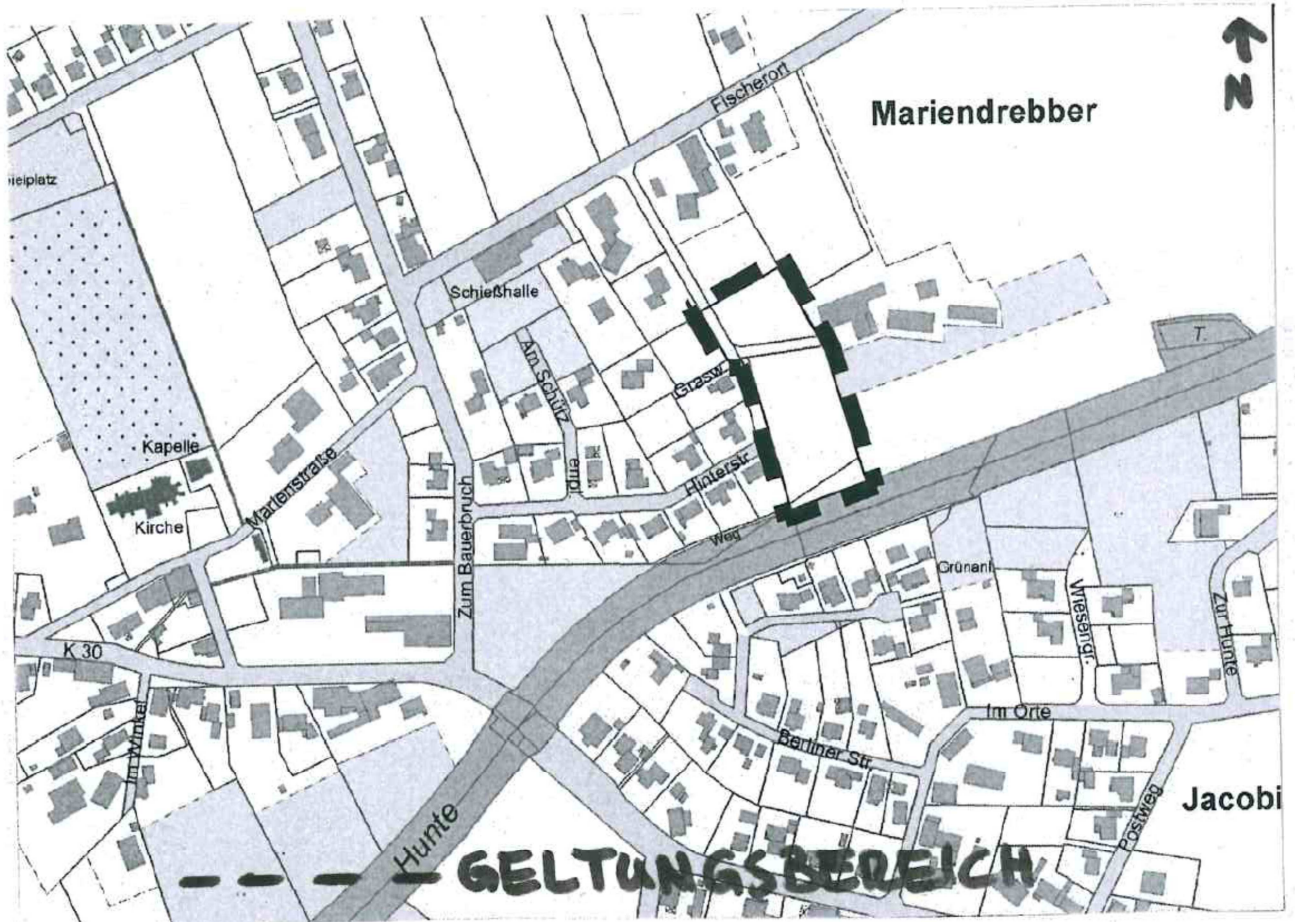 N
Fischerort
Mariendrebber
Schießhalle
T.
Am Schütz
Grasw.
Kapelle
Marienstraße
enpl
Hinterstr.
Kirche
Zum Bauerbruch
Weg
Grünanl
Wiesengr.
Zur Hunte
K 30
Im Winkel
Im Orte
Berliner Str.
Postweg
Jacobi
Hunte
GELTUNGSBEREICH